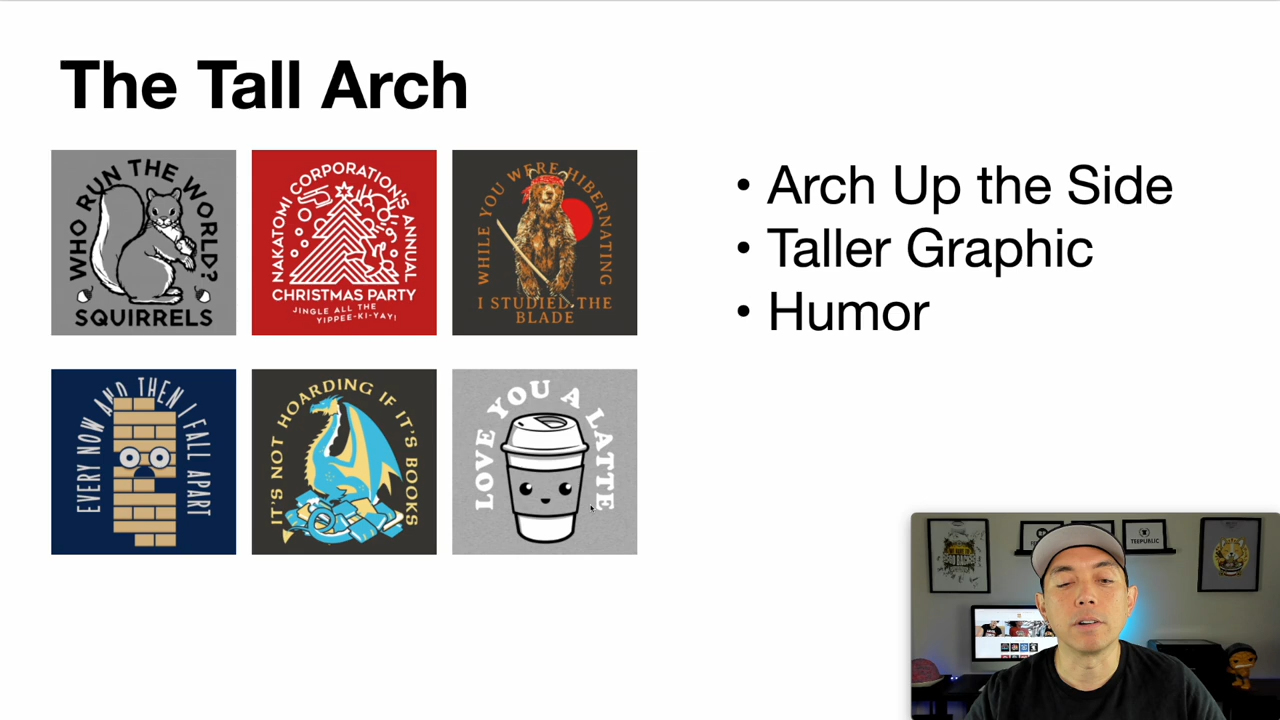 The Tall Arch
WHO RUN THE WORLD?
SQUIRRELS
NAKATOMI CORPORATION'S ANNUAL
CHRISTMAS PARTY
JINGLE ALL THE
YIPPEE-KI-YAY!
WHILE YOU WERE HIBERNATING
I STUDIED THE
BLADE
EVERY NOW AND THEN I FALL APART
IT'S NOT HOARDING IF IT'S BOOKS
LOVE YOU A LATTE
• Arch Up the Side
• Taller Graphic
• Humor
TEEPUBLIC